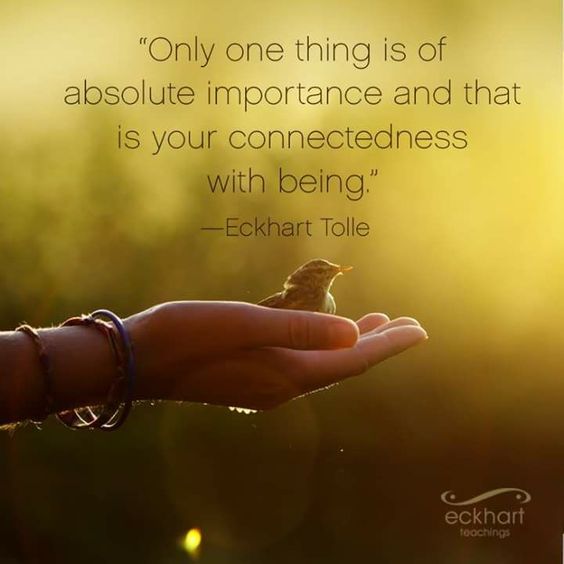 “Only one thing is of
absolute importance and that
is your connectedness
with being.”
—Eckhart Tolle
eckhart
teachings